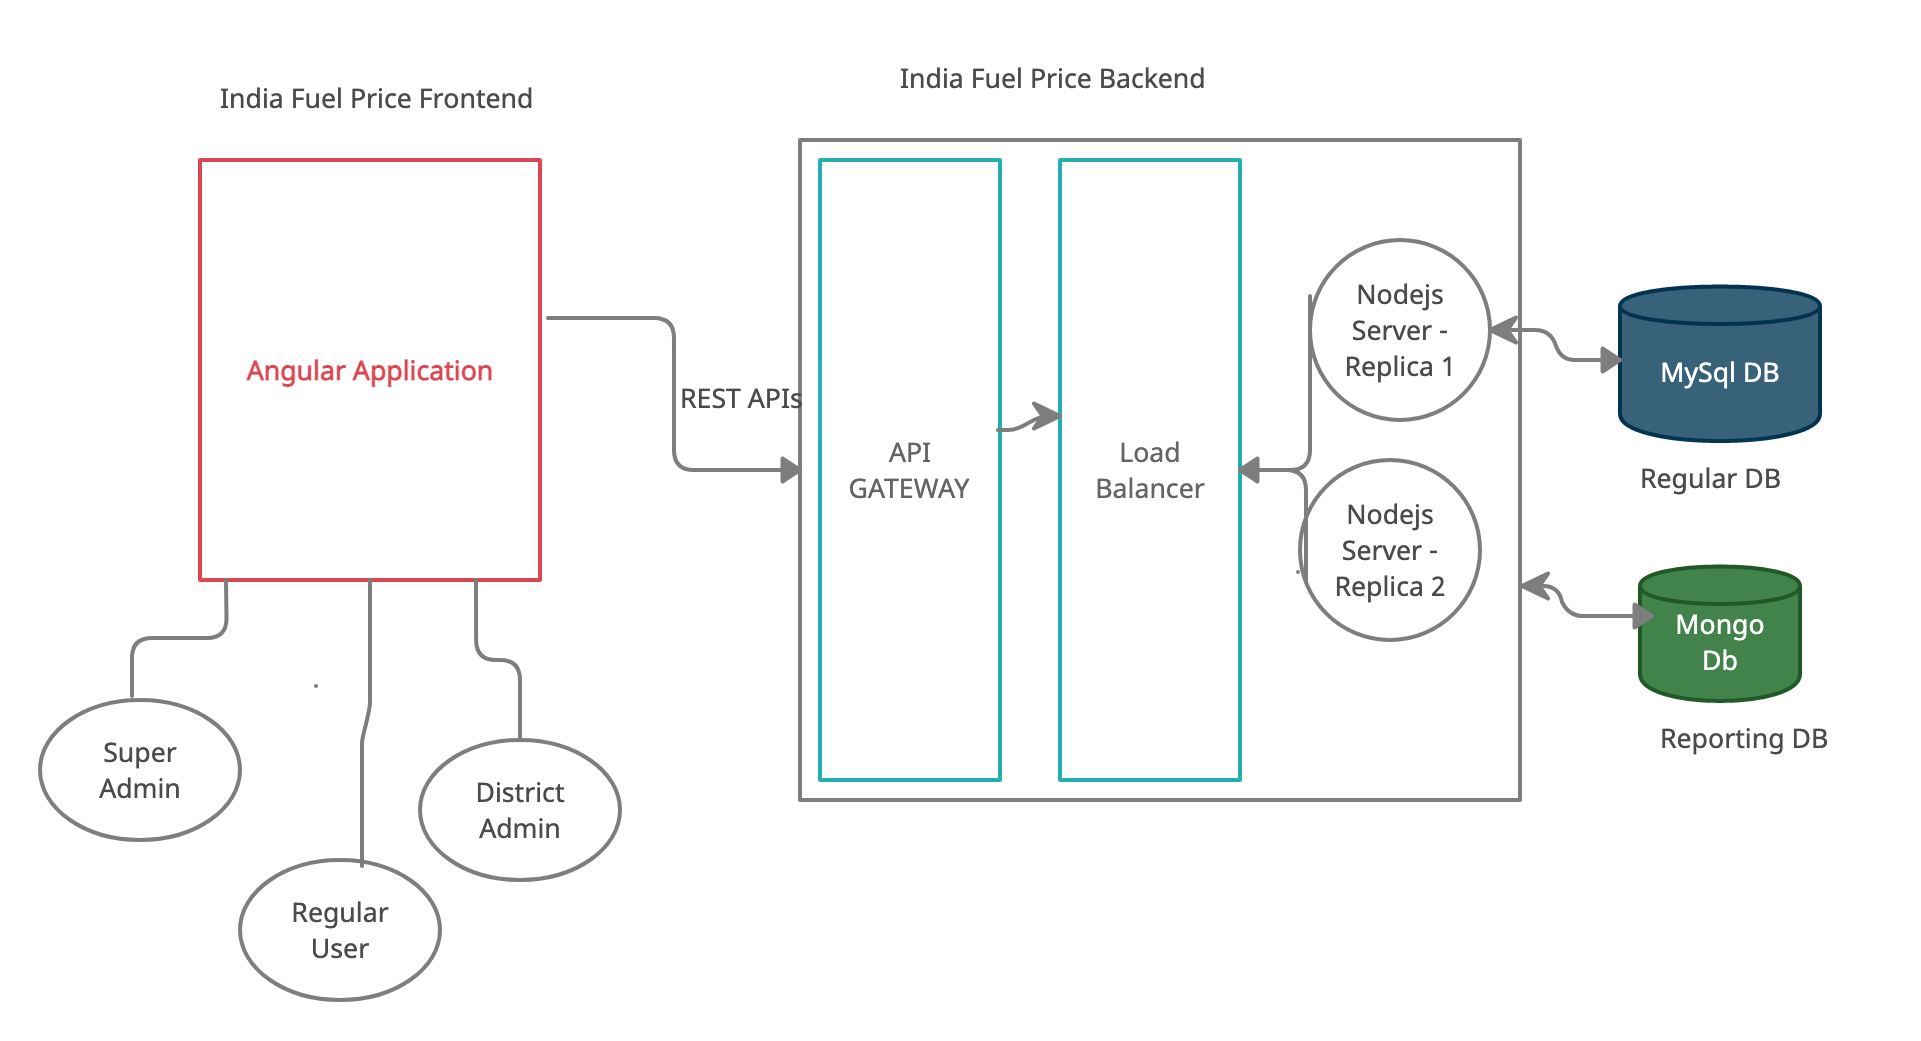 India Fuel Price Frontend
India Fuel Price Backend
Angular Application
REST APIs
API
GATEWAY
Load
Balancer
Nodejs
Server -
Replica 1
Nodejs
Server -
Replica 2
MySql DB
Regular DB
Mongo
Db
Reporting DB
Super
Admin
Regular
User
District
Admin